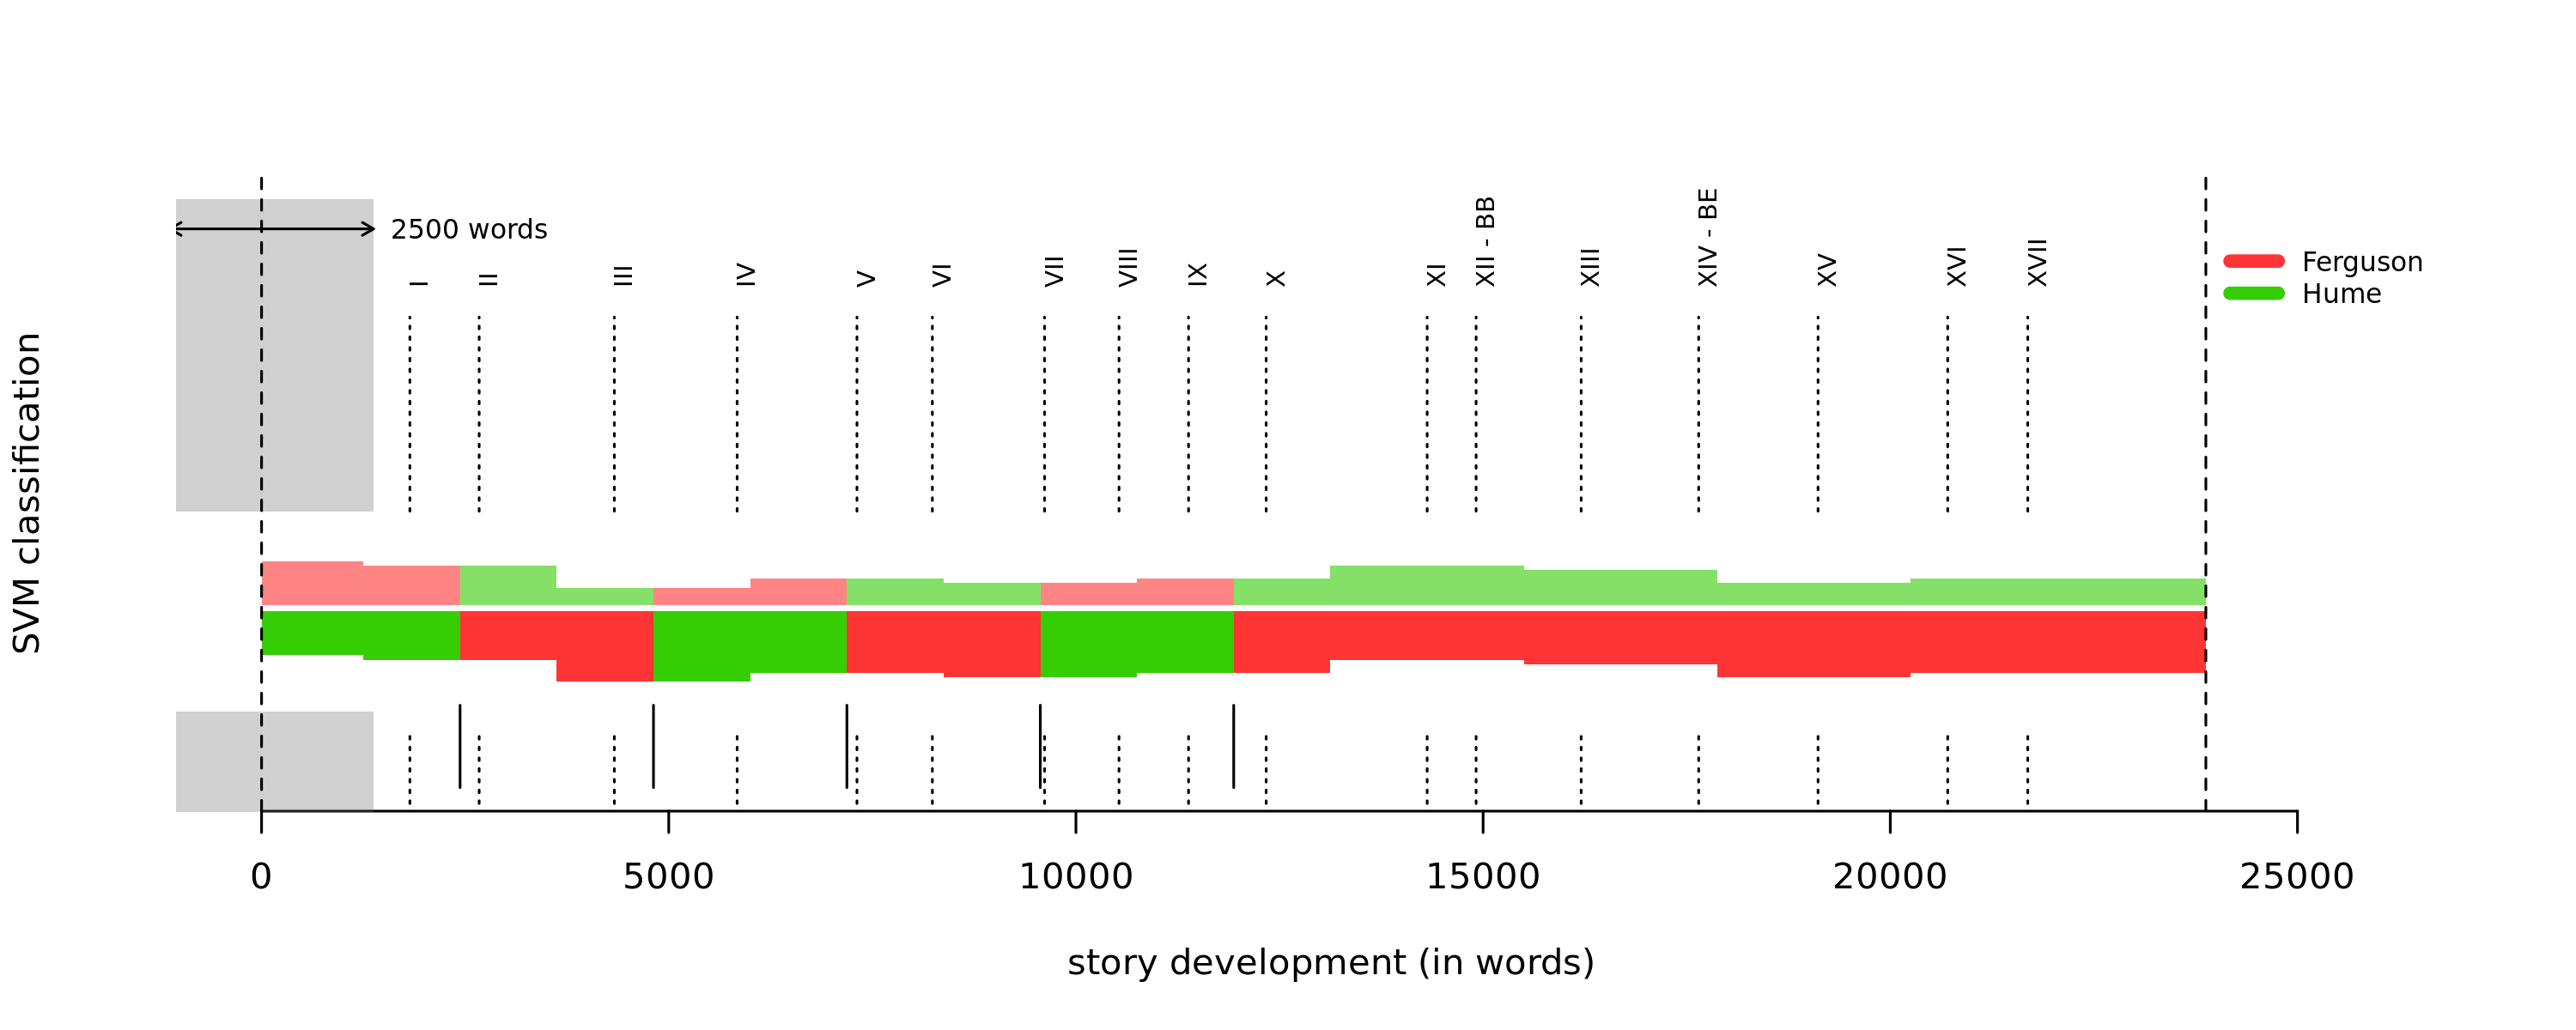 2500 words
I
II
III
IV
V
VI
VII
VIII
IX
X
XI
XII - BB
XIII
XIV - BE
XV
XVI
XVII
Ferguson
Hume
SVM classification
0
5000
10000
15000
20000
25000
story development (in words)